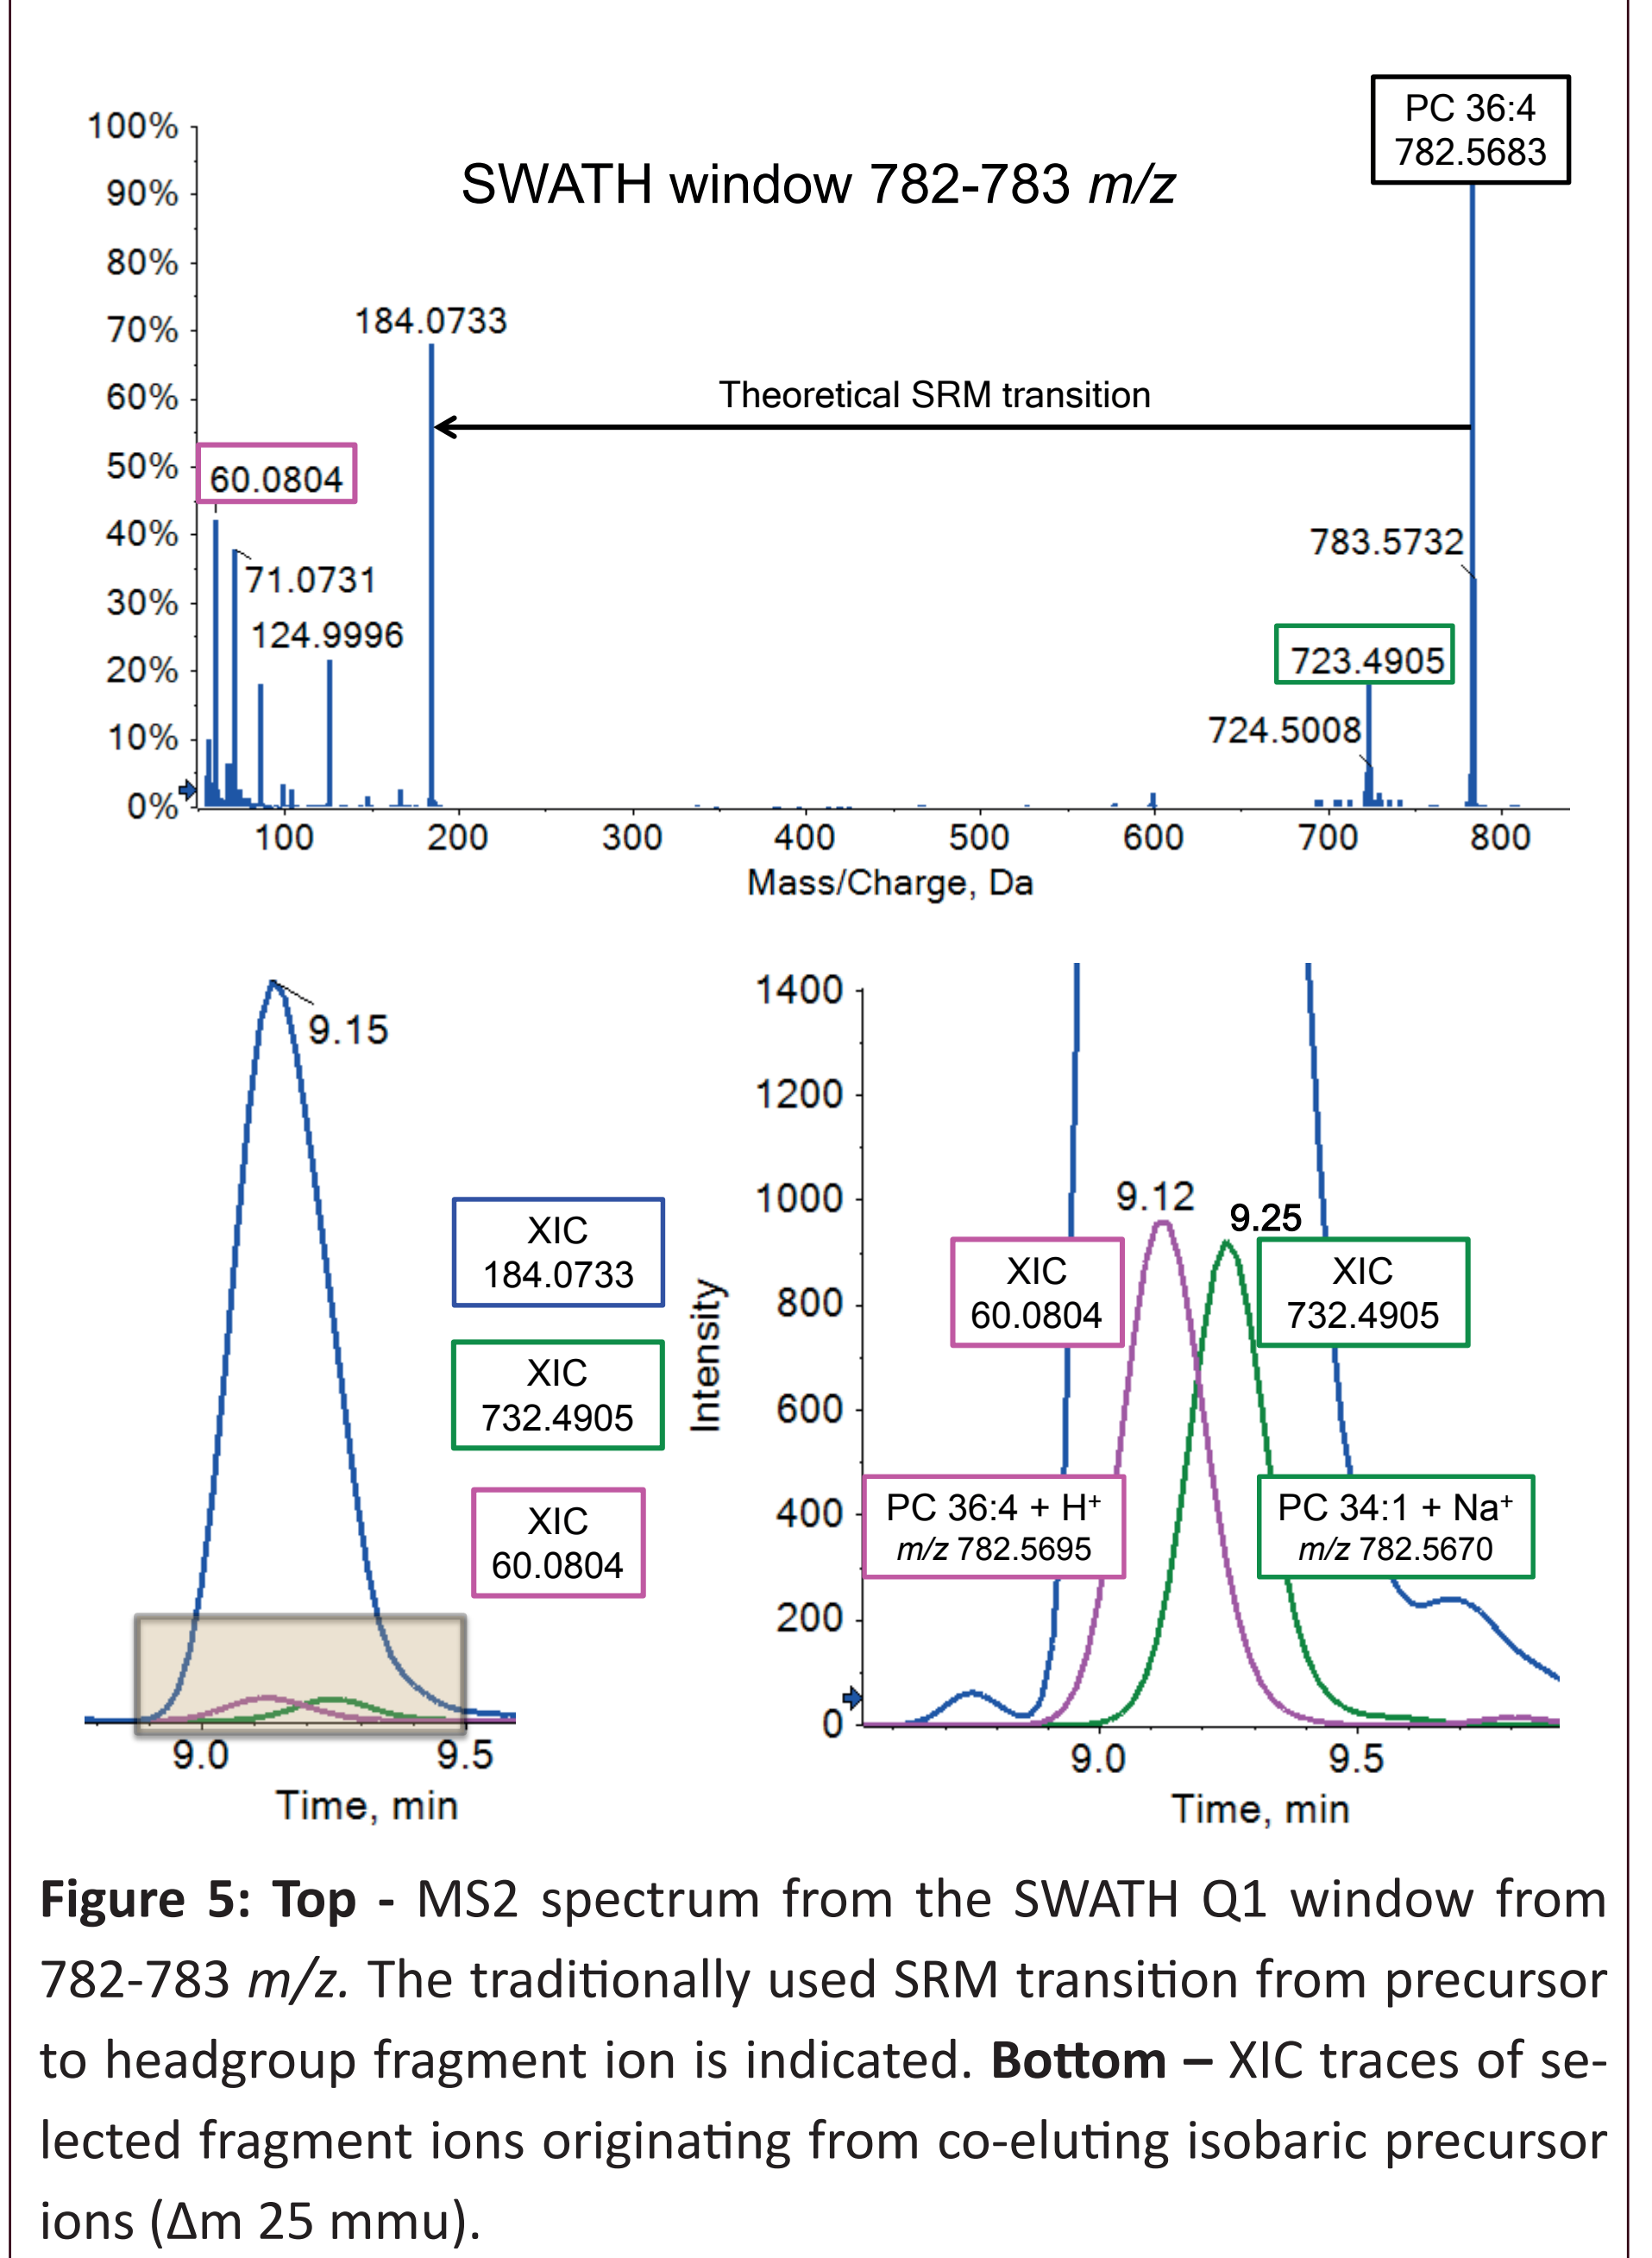 PC 36:4
782.5683
SWATH window 782-783 m/z
100%
90%
80%
70%
60%
50%
40%
30%
20%
10%
0%
184.0733
Theoretical SRM transition
60.0804
71.0731
124.9996
783.5732
723.4905
724.5008
100
200
300
400
500
600
700
800
Mass/Charge, Da
9.15
XIC
184.0733
XIC
732.4905
XIC
60.0804
9.0
9.5
Time, min
Intensity
1400
1200
1000
800
600
400
200
0
9.12
9.25
XIC
60.0804
XIC
732.4905
PC 36:4 + H⁺
m/z 782.5695
PC 34:1 + Na⁺
m/z 782.5670
9.0
9.5
Time, min
Figure 5: Top - MS2 spectrum from the SWATH Q1 window from
782-783 m/z. The traditionally used SRM transition from precursor
to headgroup fragment ion is indicated. Bottom – XIC traces of se-
lected fragment ions originating from co-eluting isobaric precursor
ions (Δm 25 mmu).